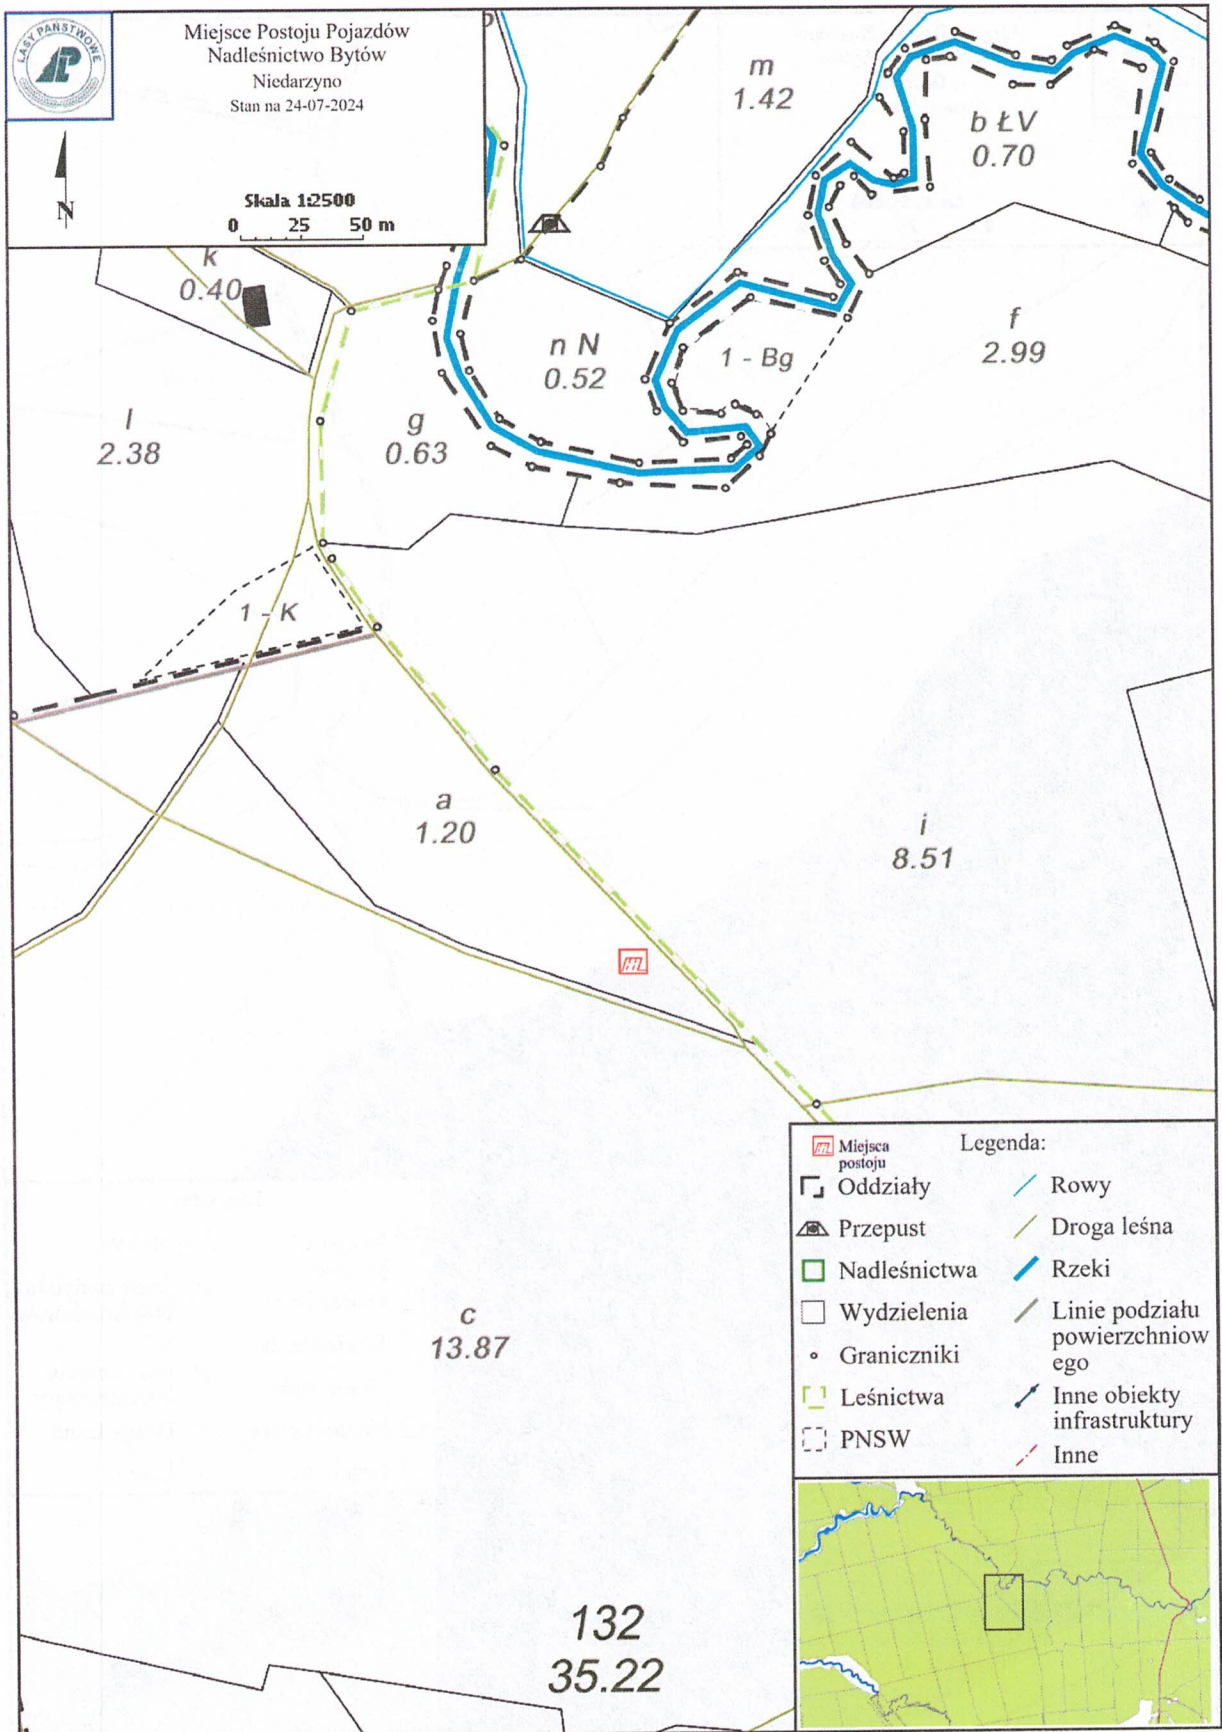 LASY PAŃSTWOWE
Miejsce Postoju Pojazdów
Nadleśnictwo Bytów
Niedarzyno
Stan na 24-07-2024
N
Skala 1:2500
0 25 50 m
m
1.42
b ŁV
0.70
k
0.40
n N
0.52
1 - Bg
f
2.99
l
2.38
g
0.63
1 - K
a
1.20
i
8.51
c
13.87
132
35.22
Legenda:
Miejsca
postoju
Oddziały
Przepust
Nadleśnictwa
Wydzielenia
Graniczniki
Leśnictwa
PNSW
Rowy
Droga leśna
Rzeki
Linie podziału
powierzchniow
ego
Inne obiekty
infrastruktury
Inne